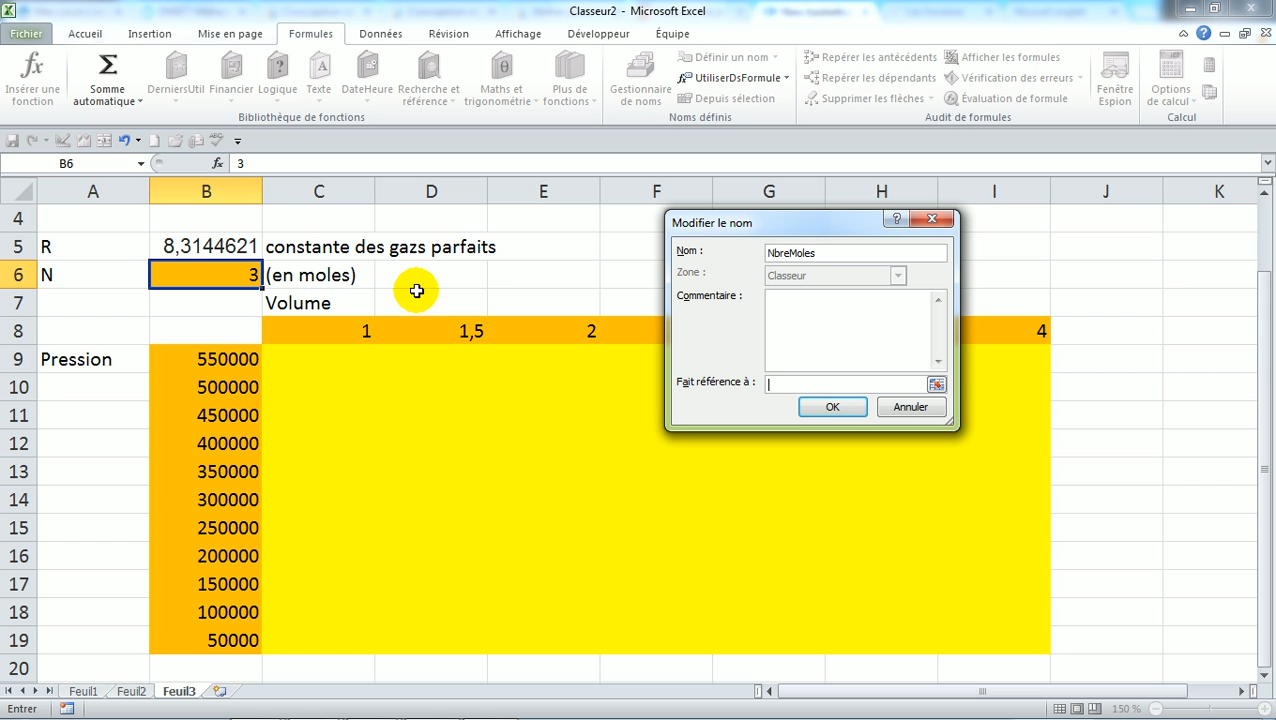 Classeur2 - Microsoft Excel
Fichier Accueil Insertion Mise en page Formules Données Révision Affichage Développeur Équipe
Insérer une fonction
Somme automatique
DerniersUtil
Financier
Logique
Texte
DateHeure
Recherche et référence
Maths et trigonométrie
Plus de fonctions
Bibliothèque de fonctions
Gestionnaire de noms
Définir un nom
UtiliserDsFormule
Depuis sélection
Noms définis
Repérer les antécédents
Repérer les dépendants
Supprimer les flèches
Afficher les formules
Vérification des erreurs
Évaluation de formule
Audit de formules
Fenêtre Espion
Options de calcul
Calcul
B6 fx 3
A B C D E F G H I J K
4
5 R 8,3144621 constante des gazs parfaits
6 N 3 (en moles)
7 Volume
8 1 1,5 2 4
9 Pression 550000
10 500000
11 450000
12 400000
13 350000
14 300000
15 250000
16 200000
17 150000
18 100000
19 50000
20
Modifier le nom
Nom : NbreMoles
Zone : Classeur
Commentaire :
Fait référence à :
OK Annuler
Feuil1 Feuil2 Feuil3
Entrer 150 %